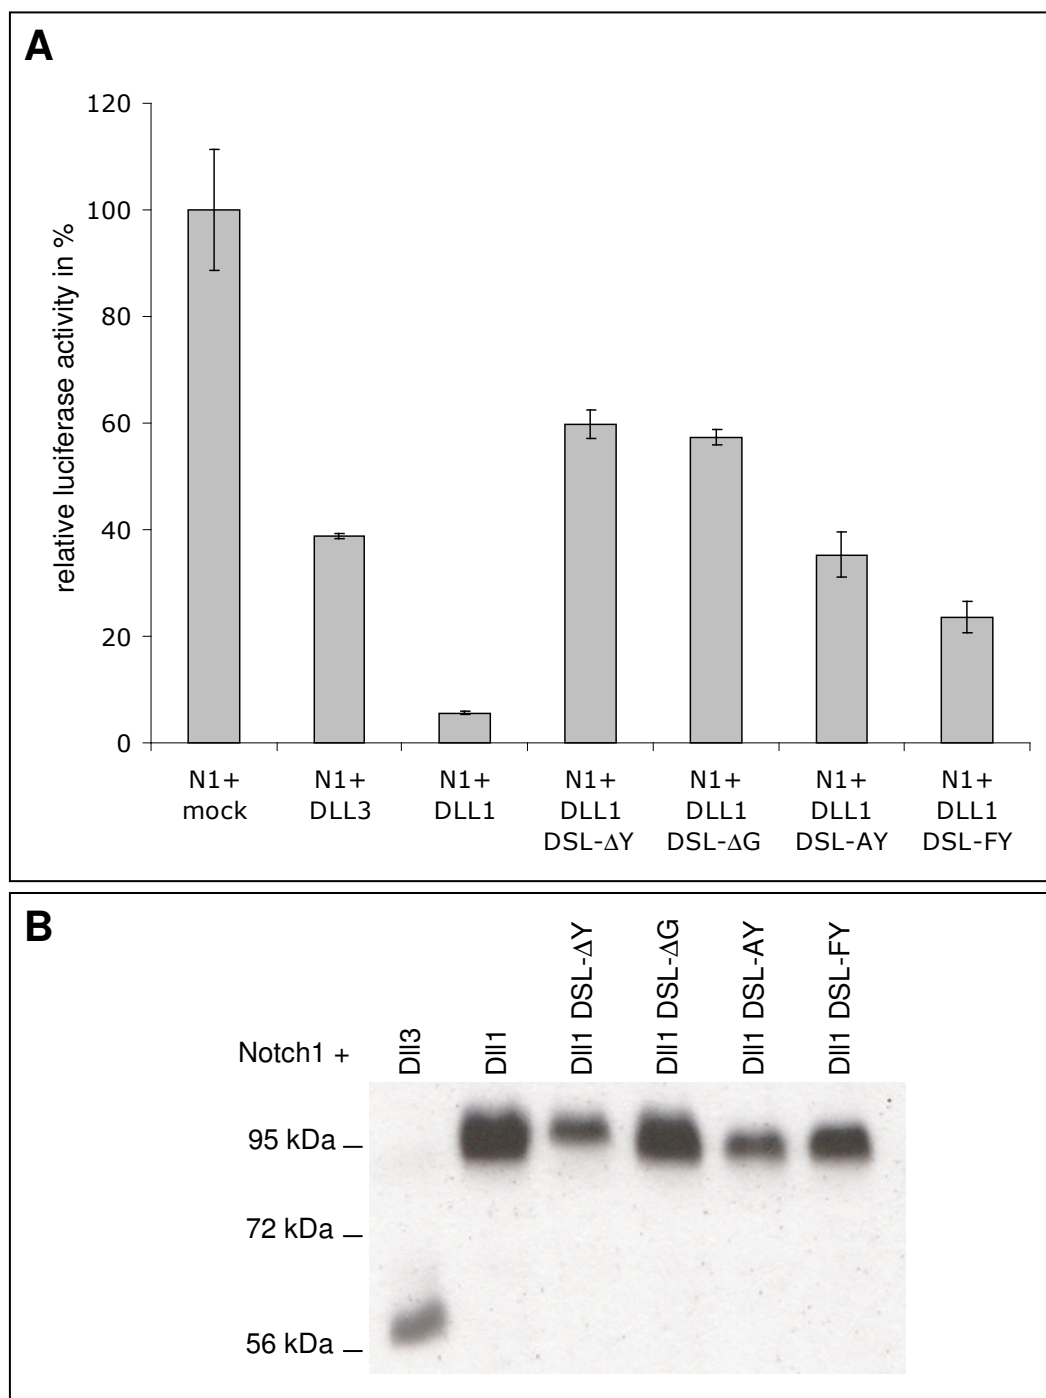 A
120
100
80
60
40
20
0
relative luciferase activity in %
N1+
mock
N1+
DLL3
N1+
DLL1
N1+
DLL1
DSL-ΔY
N1+
DLL1
DSL-ΔG
N1+
DLL1
DSL-AY
N1+
DLL1
DSL-FY
B
Notch1 +
Dll3
Dll1
Dll1 DSL-ΔY
Dll1 DSL-ΔG
Dll1 DSL-AY
Dll1 DSL-FY
95 kDa
72 kDa
56 kDa